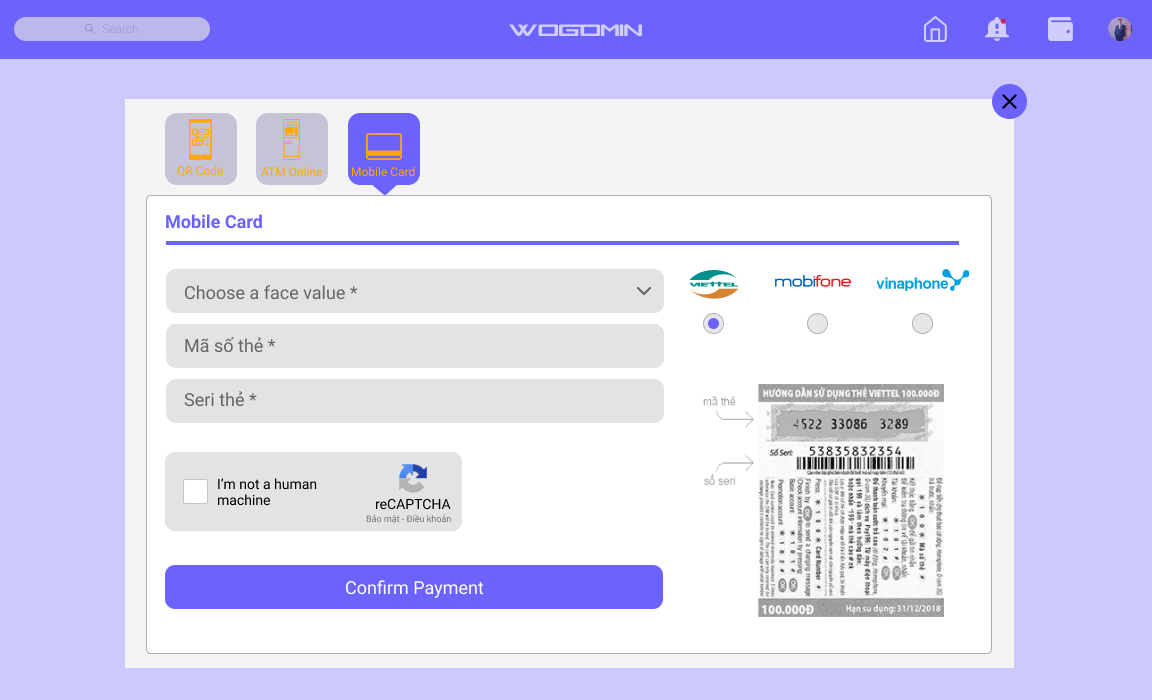 Search
WOGOMIN
QR Code
ATM Online
Mobile Card
Mobile Card
Choose a face value *
Mã số thẻ *
Seri thẻ *
I'm not a human
machine
reCAPTCHA
Bảo mật - Điều khoản
Confirm Payment
VIETTEL
mobifone
vinaphone
mã thẻ
số seri
HƯỚNG DẪN SỬ DỤNG THẺ VIETTEL 100.000Đ
4522 33086 3289
Số Seri:
53835832354
100.000Đ
Hạn sử dụng: 31/12/2018